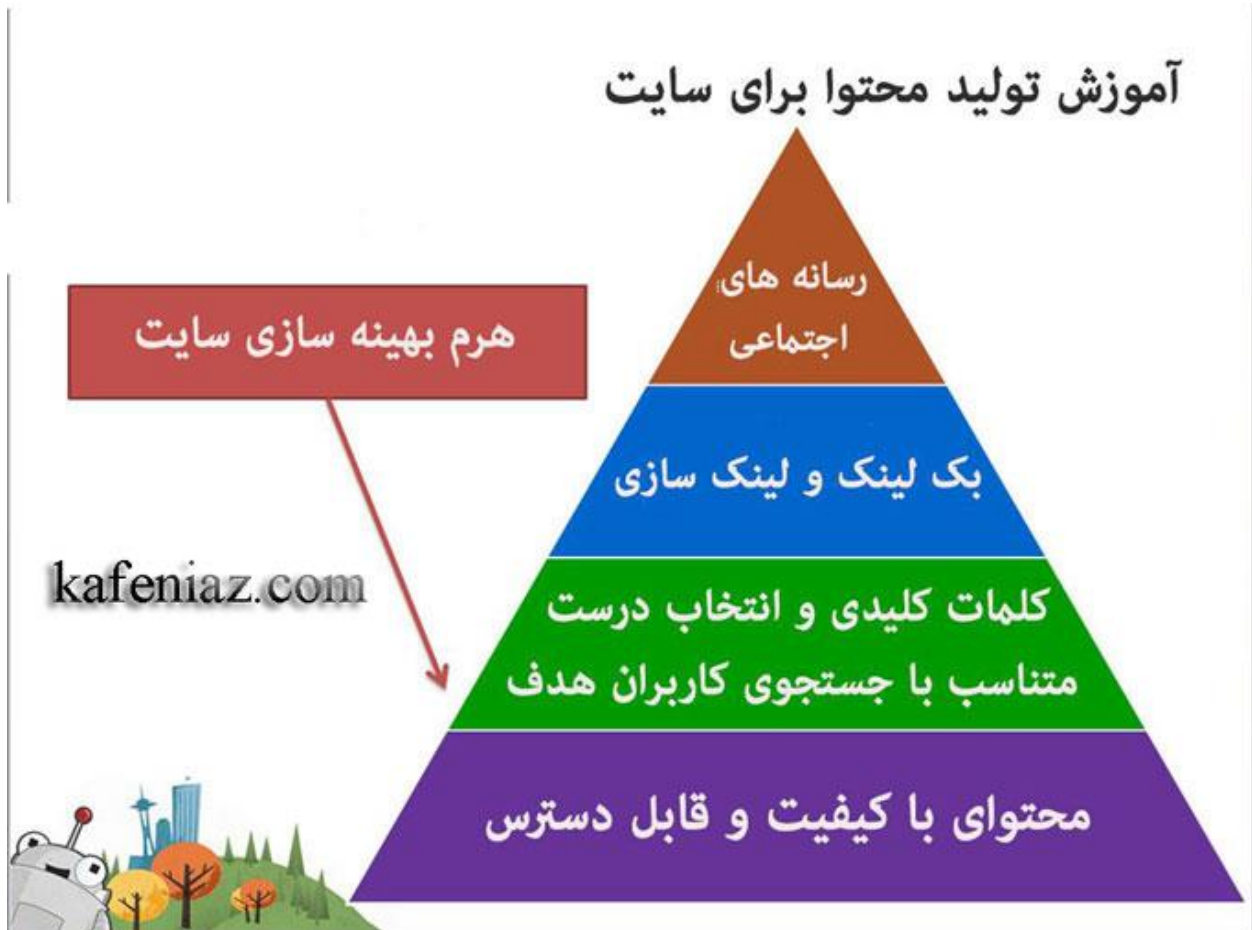 آموزش تولید محتوا برای سایت
رسانه های
اجتماعی
هرم بهینه سازی سایت
بک لینک و لینک سازی
kafeniaz.com
کلمات کلیدی و انتخاب درست
متناسب با جستجوی کاربران هدف
محتوای با کیفیت و قابل دسترس